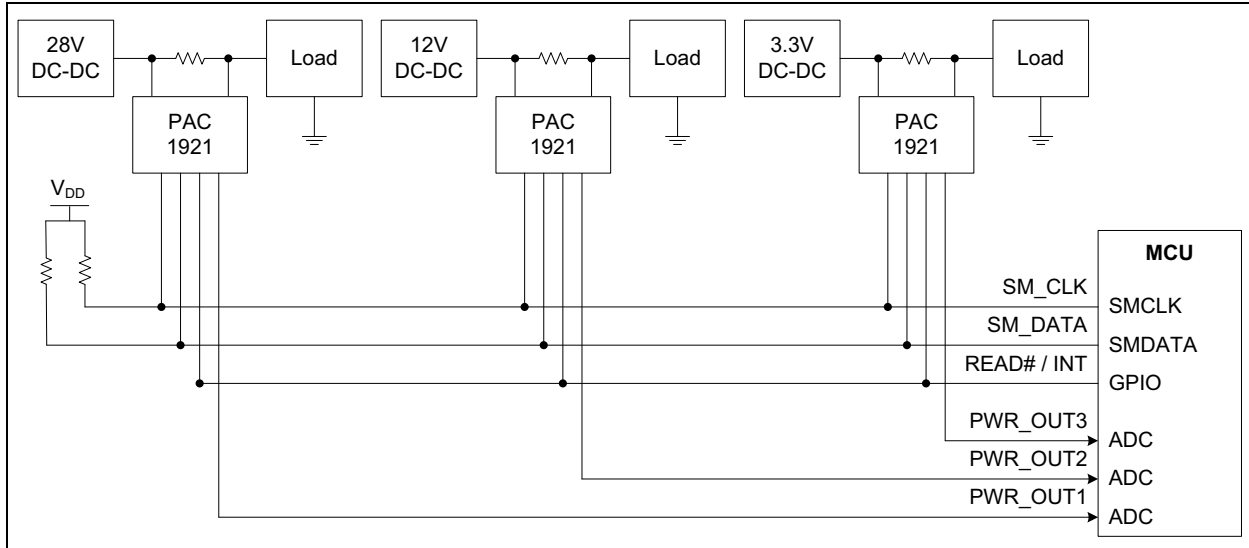 28V
DC-DC
Load
12V
DC-DC
Load
3.3V
DC-DC
Load
PAC
1921
PAC
1921
PAC
1921
VDD
MCU
SM_CLK
SMCLK
SM_DATA
SMDATA
READ# / INT
GPIO
PWR_OUT3
ADC
PWR_OUT2
ADC
PWR_OUT1
ADC